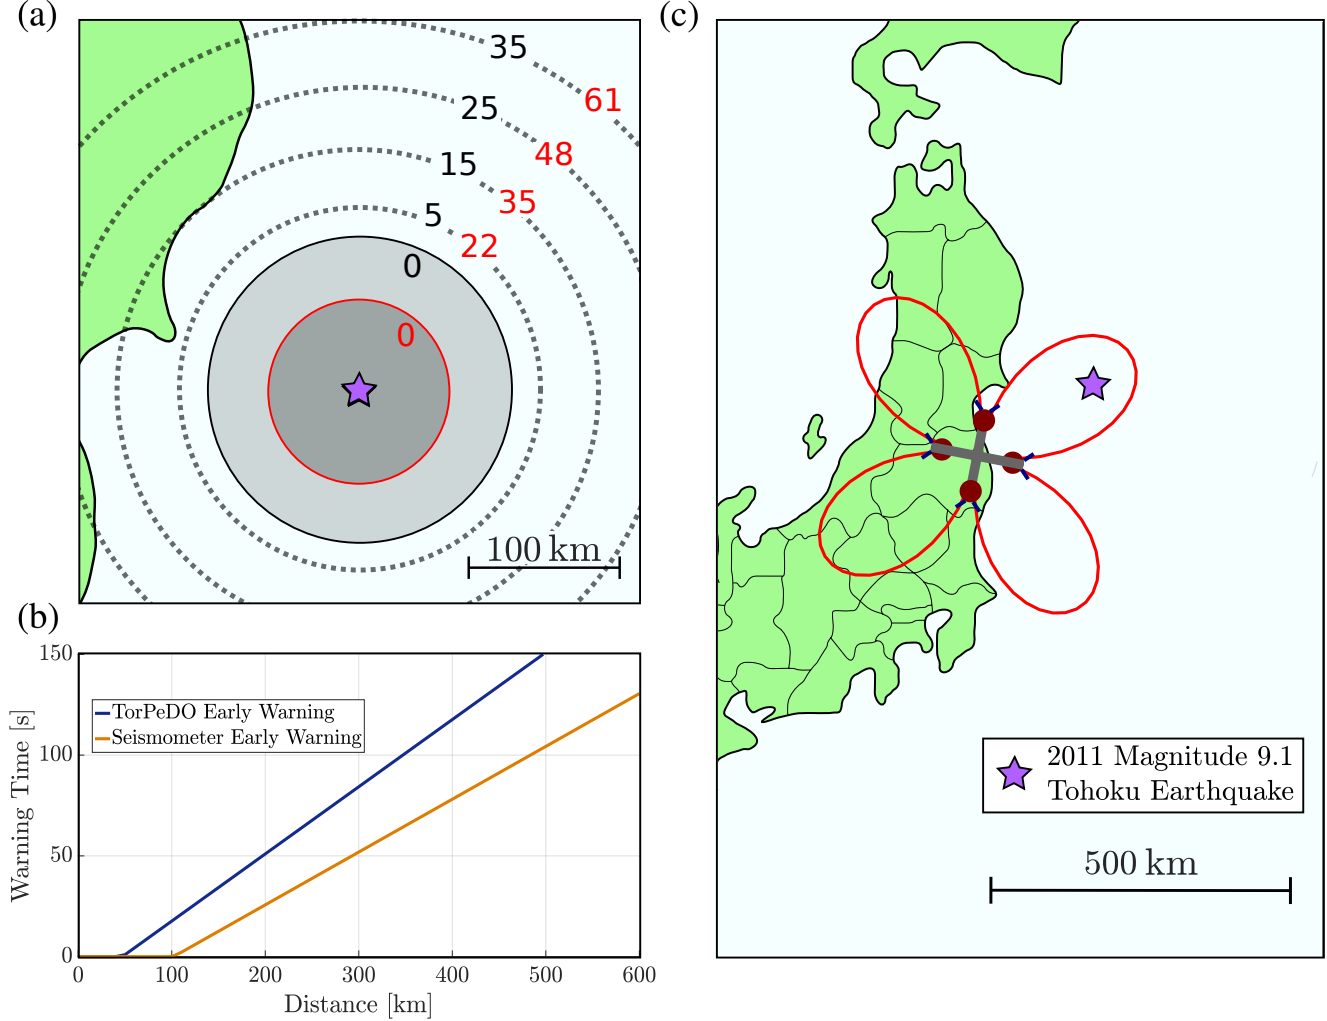 (a)
35
61
25
48
15
35
5
22
0
0
100 km
(b)
150
100
50
0
TorPeDO Early Warning
Seismometer Early Warning
Warning Time [s]
0 100 200 300 400 500 600
Distance [km]
(c)
2011 Magnitude 9.1
Tohoku Earthquake
500 km